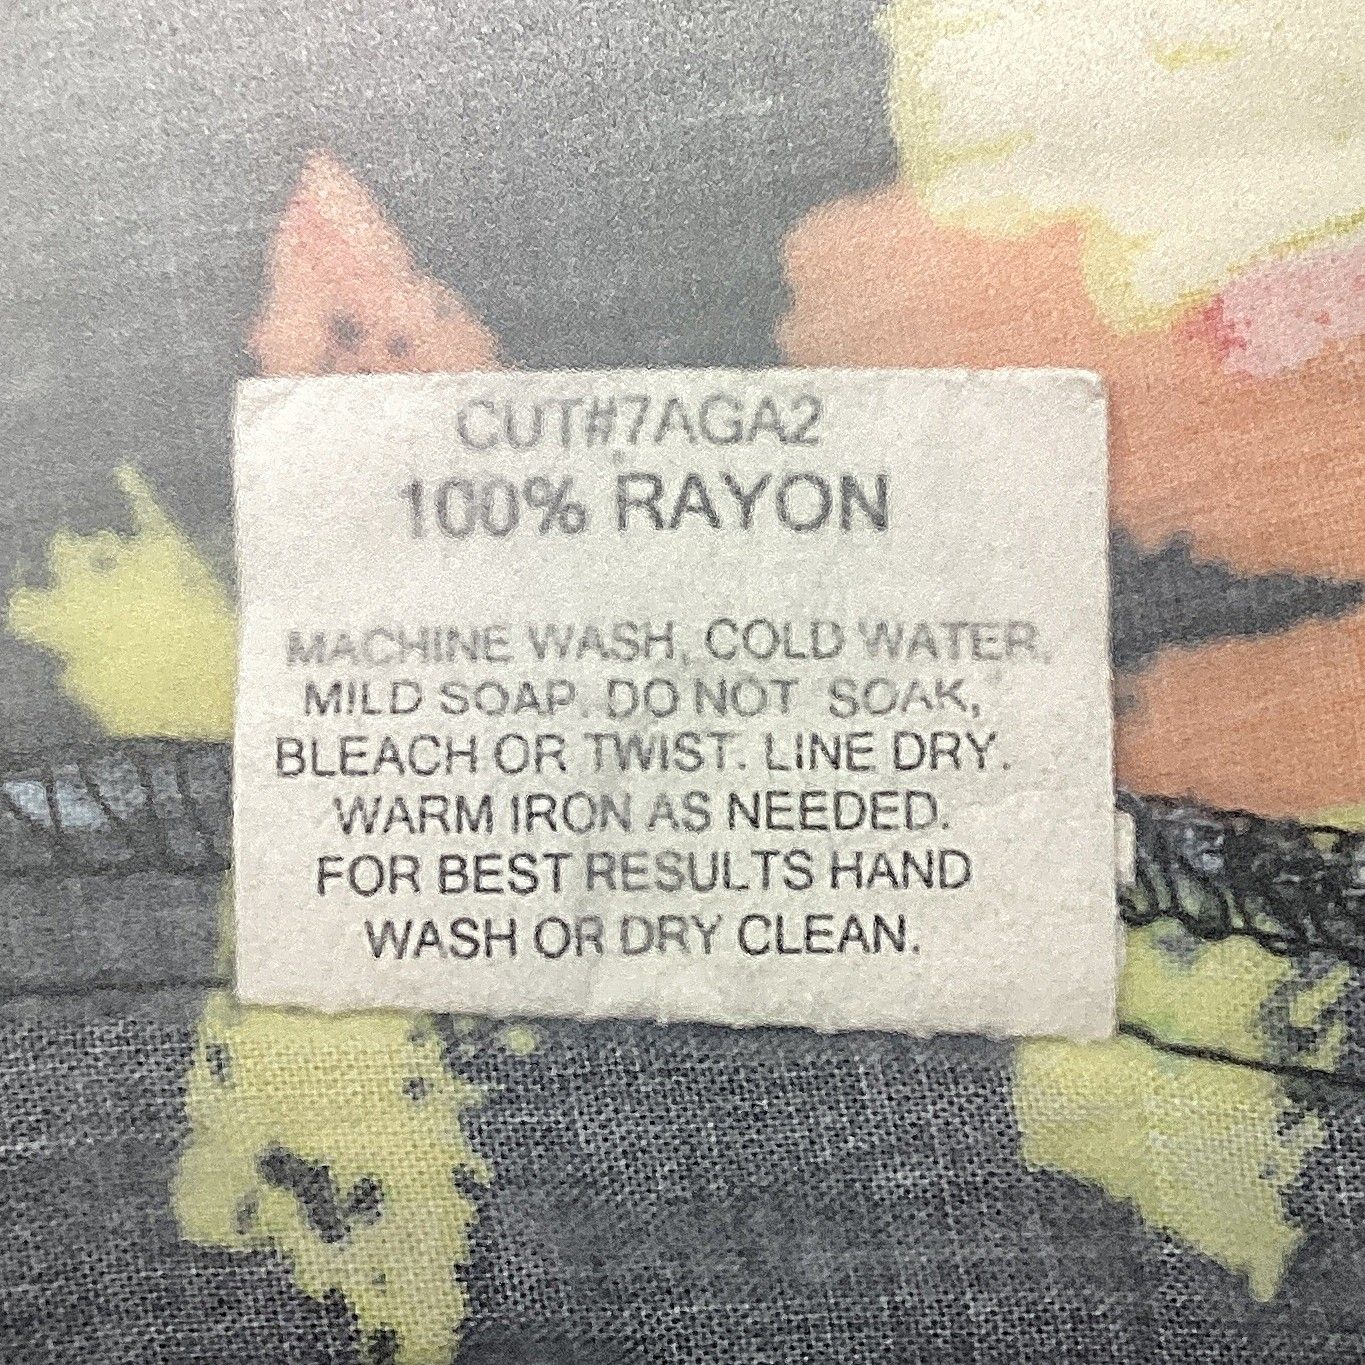 CUT#7AGA2
100% RAYON
MACHINE WASH, COLD WATER,
MILD SOAP. DO NOT SOAK,
BLEACH OR TWIST. LINE DRY.
WARM IRON AS NEEDED.
FOR BEST RESULTS HAND
WASH OR DRY CLEAN.